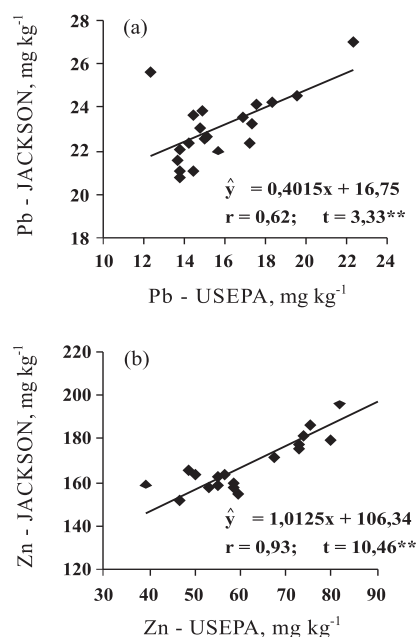 (a)
28
26
24
22
20
18
Pb - JACKSON, mg kg⁻¹
ŷ = 0,4015x + 16,75
r = 0,62; t = 3,33**
10 12 14 16 18 20 22 24
Pb - USEPA, mg kg⁻¹
(b)
220
200
180
160
140
120
Zn - JACKSON, mg kg⁻¹
ŷ = 1,0125x + 106,34
r = 0,93; t = 10,46**
30 40 50 60 70 80 90
Zn - USEPA, mg kg⁻¹